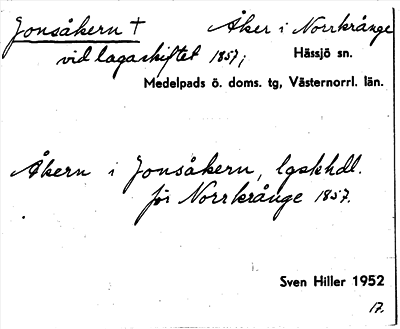 Jonsåkern † Åker i Norrkrånge
vid lagaskiftet 1857; Hässjö sn.
Medelpads ö. doms. tg, Västernorrl. län.
Åkern i Jonsåkern, lgskhdl.
för Norrkrånge 1857.
Sven Hiller 1952
17.